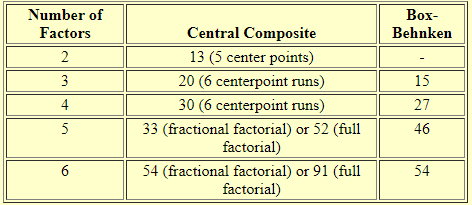 Number of
Factors
Central Composite
Box-
Behnken
2
13 (5 center points)
-
3
20 (6 centerpoint runs)
15
4
30 (6 centerpoint runs)
27
5
33 (fractional factorial) or 52 (full
factorial)
46
6
54 (fractional factorial) or 91 (full
factorial)
54